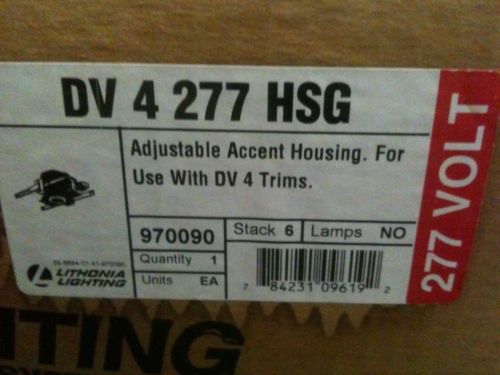 DV 4 277 HSG
Adjustable Accent Housing. For
Use With DV 4 Trims.
970090
Stack 6
Lamps NO
Quantity 1
Units EA
LITHONIA
LIGHTING
7 84231 09619 2
277 VOLT
HTING